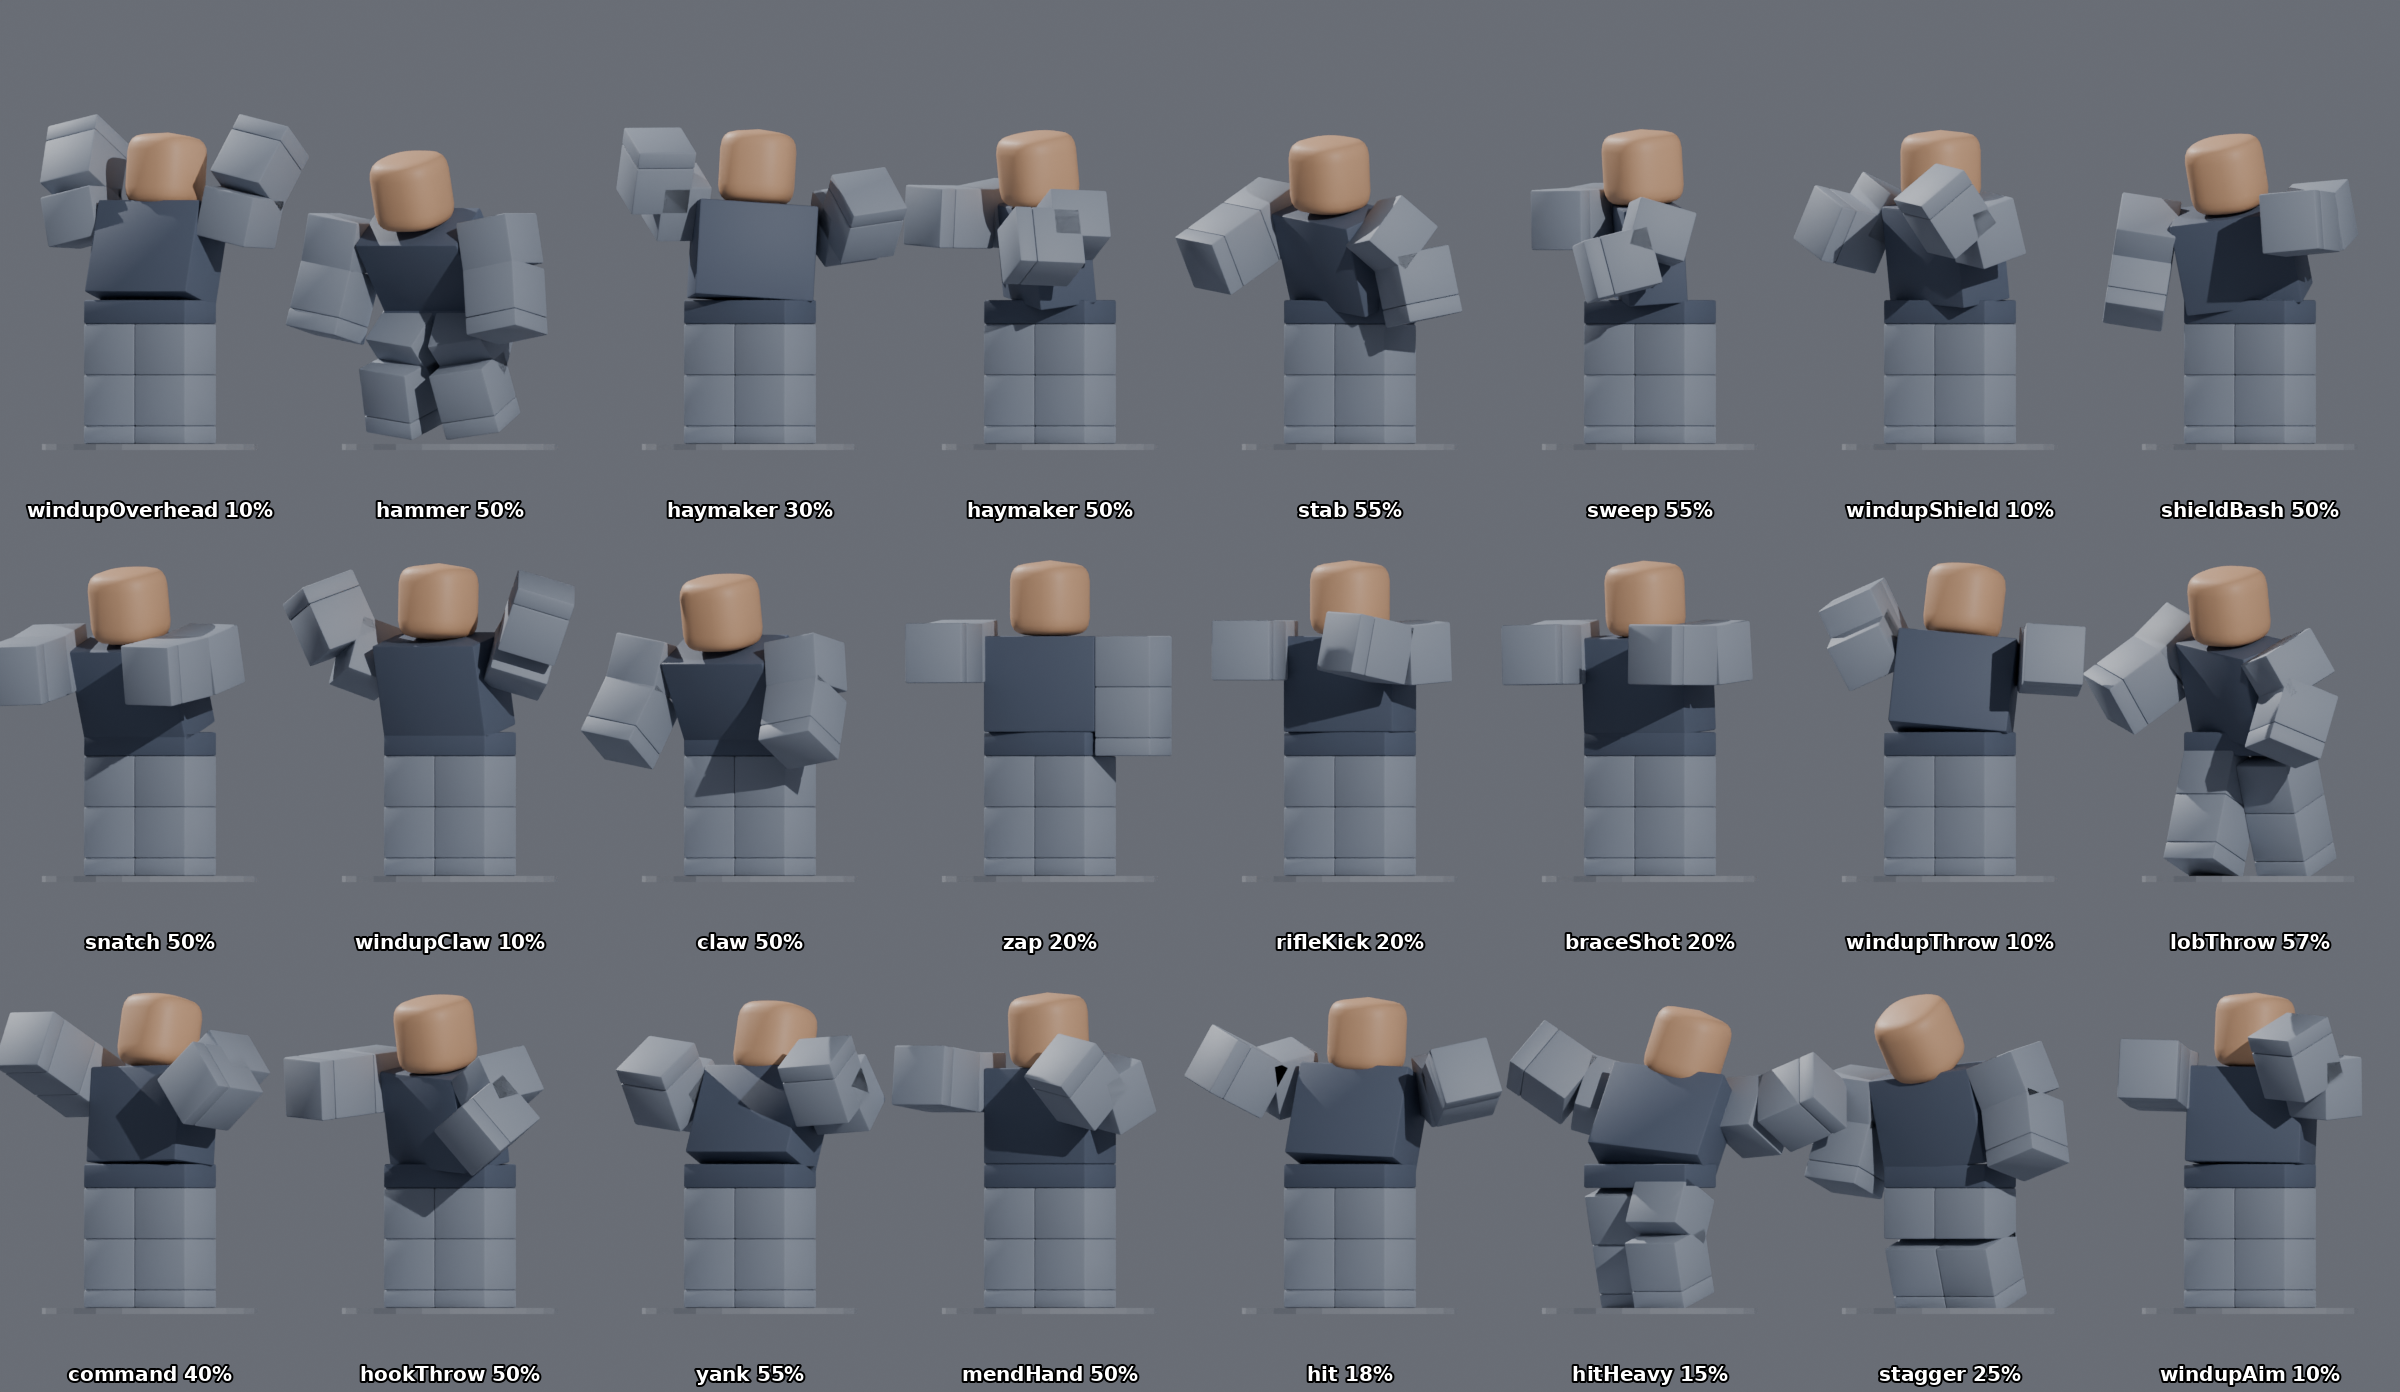 windupOverhead 10%
hammer 50%
haymaker 30%
haymaker 50%
stab 55%
sweep 55%
windupShield 10%
shieldBash 50%
snatch 50%
windupClaw 10%
claw 50%
zap 20%
rifleKick 20%
braceShot 20%
windupThrow 10%
lobThrow 57%
command 40%
hookThrow 50%
yank 55%
mendHand 50%
hit 18%
hitHeavy 15%
stagger 25%
windupAim 10%